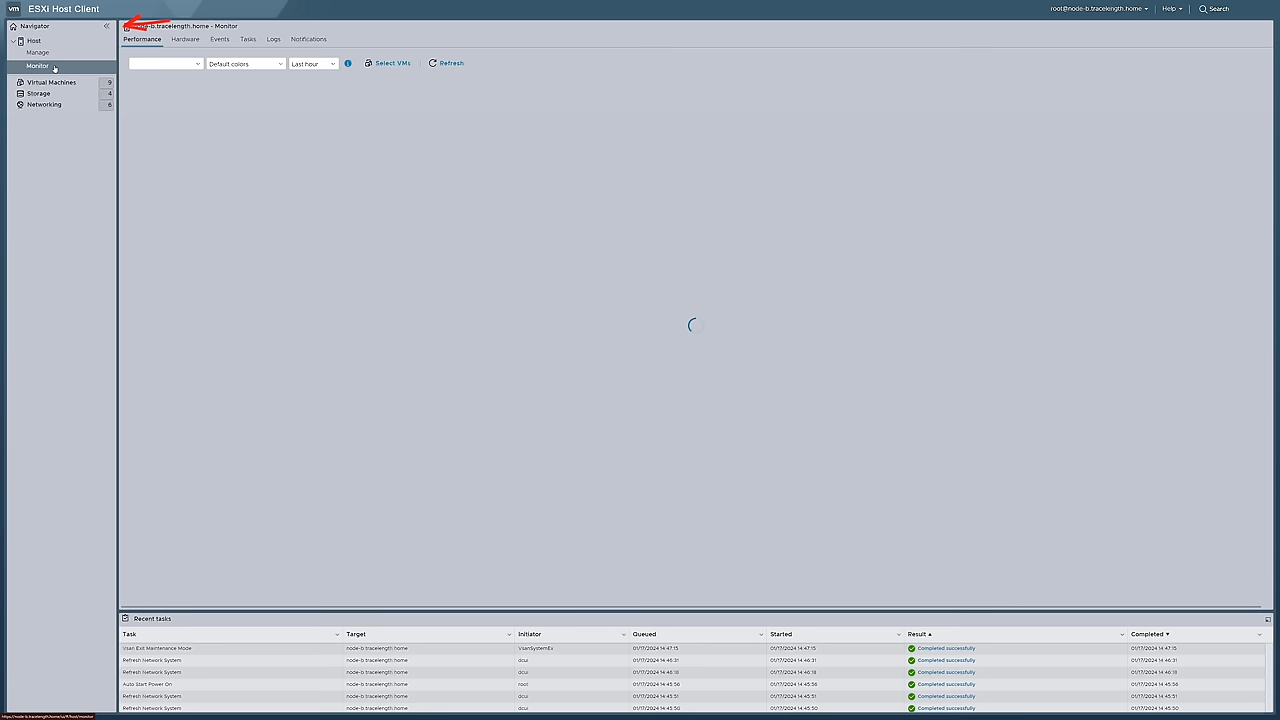 vm ESXi Host Client
root@node-b.tracelength.home Help Search
Navigator
Host
Manage
Monitor
Virtual Machines 9
Storage 4
Networking 6
node-b.tracelength.home - Monitor
Performance Hardware Events Tasks Logs Notifications
Default colors Last hour Select VMs Refresh
Recent tasks
Task Target Initiator Queued Started Result Completed
Vsan Exit Maintenance Mode node-b.tracelength.home VsanSystemEx 01/17/2024 14:47:15 01/17/2024 14:47:15 Completed successfully 01/17/2024 14:47:15
Refresh Network System node-b.tracelength.home dcui 01/17/2024 14:46:31 01/17/2024 14:46:31 Completed successfully 01/17/2024 14:46:31
Refresh Network System node-b.tracelength.home dcui 01/17/2024 14:46:18 01/17/2024 14:46:18 Completed successfully 01/17/2024 14:46:18
Auto Start Power On node-b.tracelength.home root 01/17/2024 14:45:56 01/17/2024 14:45:56 Completed successfully 01/17/2024 14:45:56
Refresh Network System node-b.tracelength.home dcui 01/17/2024 14:45:51 01/17/2024 14:45:51 Completed successfully 01/17/2024 14:45:51
Refresh Network System node-b.tracelength.home dcui 01/17/2024 14:45:50 01/17/2024 14:45:50 Completed successfully 01/17/2024 14:45:50